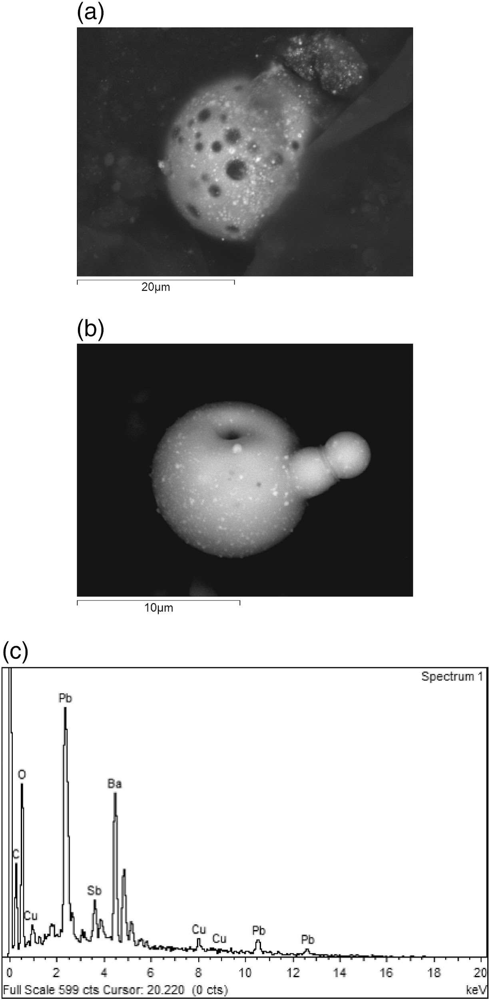 (a)
20µm
(b)
10µm
(c)
Spectrum 1
Pb
O
Ba
C
Sb
Cu
Cu
Cu
Pb
Pb
0 2 4 6 8 10 12 14 16 18 20
Full Scale 599 cts Cursor: 20.220 (0 cts) keV